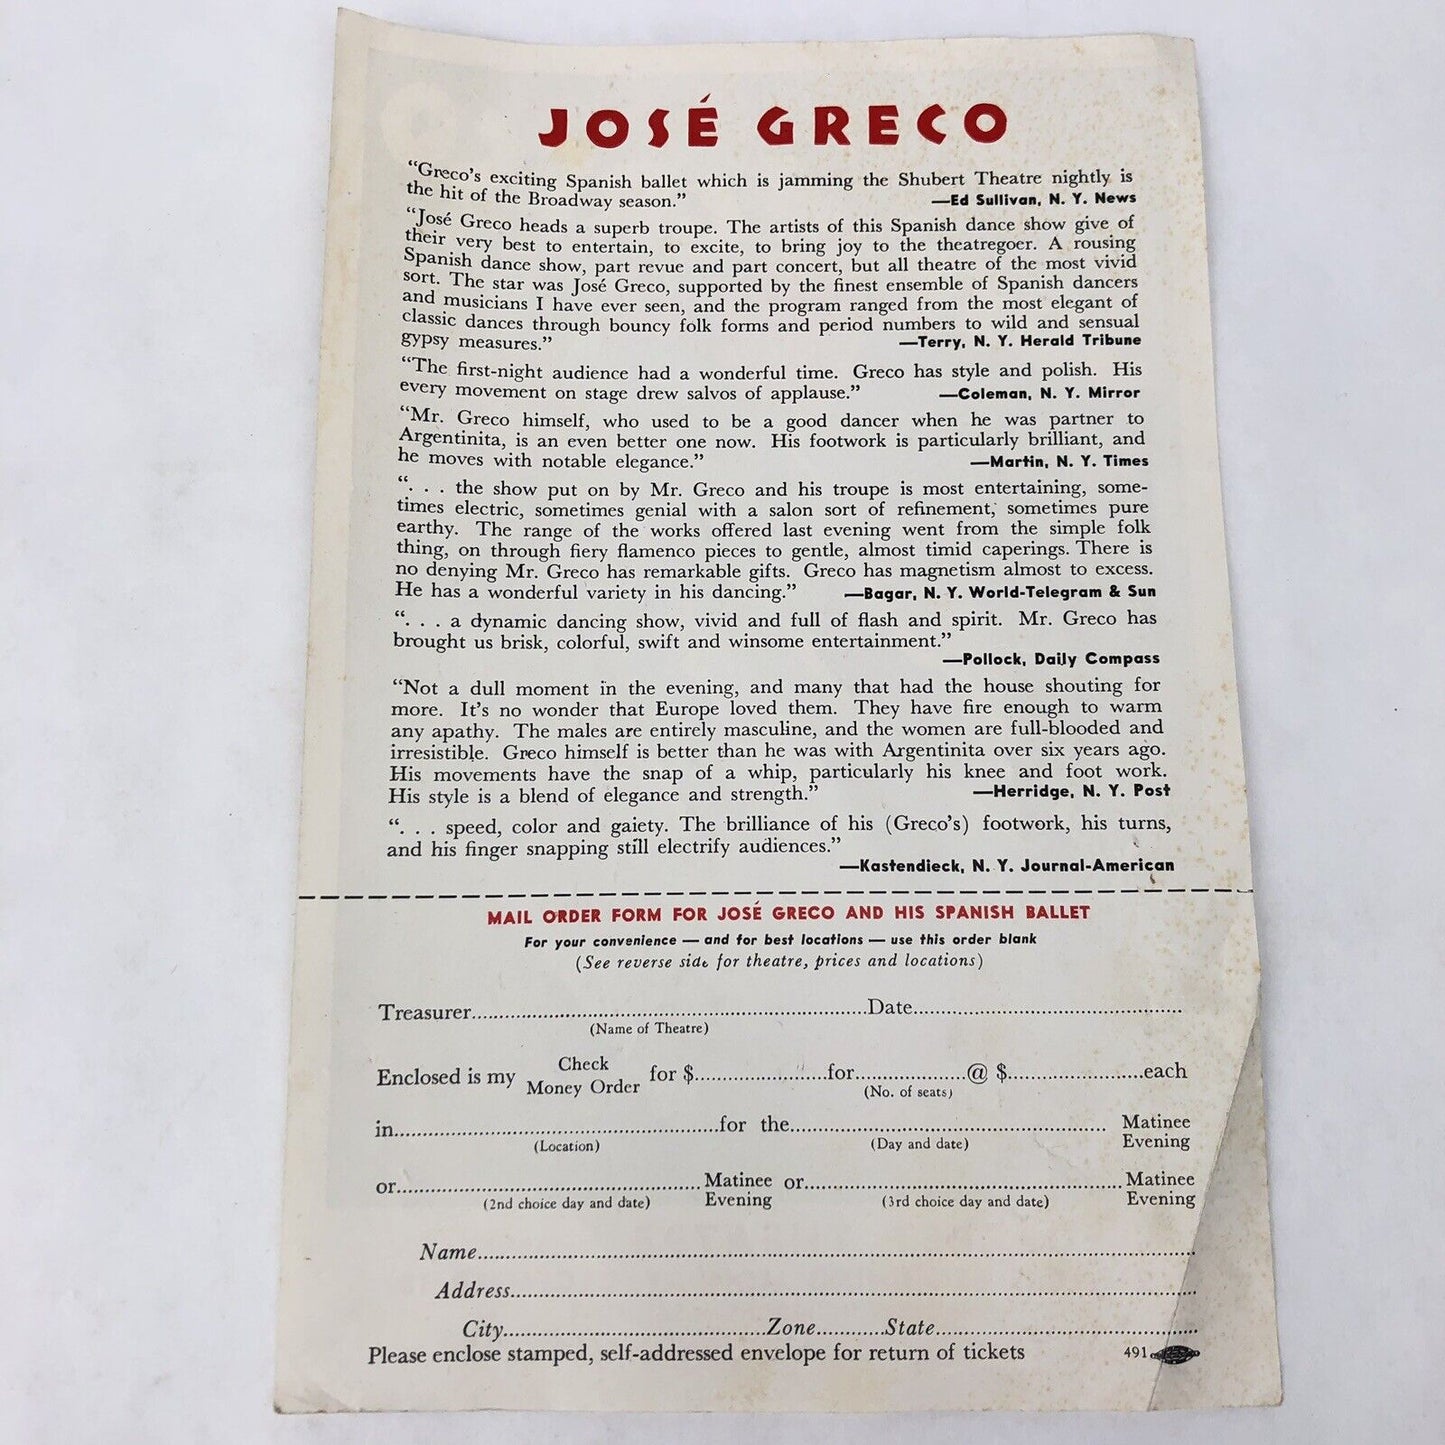 JOSÉ GRECO
“Greco’s exciting Spanish ballet which is jamming the Shubert Theatre nightly is
the hit of the Broadway season.” —Ed Sullivan, N. Y. News
“José Greco heads a superb troupe. The artists of this Spanish dance show give of
their very best to entertain, to excite, to bring joy to the theatregoer. A rousing
Spanish dance show, part revue and part concert, but all theatre of the most vivid
sort. The star was José Greco, supported by the finest ensemble of Spanish dancers
and musicians I have ever seen, and the program ranged from the most elegant of
classic dances through bouncy folk forms and period numbers to wild and sensual
gypsy measures.” —Terry, N. Y. Herald Tribune
“The first-night audience had a wonderful time. Greco has style and polish. His
every movement on stage drew salvos of applause.” —Coleman, N. Y. Mirror
“Mr. Greco himself, who used to be a good dancer when he was partner to
Argentinita, is an even better one now. His footwork is particularly brilliant, and
he moves with notable elegance.” —Martin, N. Y. Times
“. . . the show put on by Mr. Greco and his troupe is most entertaining, some-
times electric, sometimes genial with a salon sort of refinement, sometimes pure
earthy. The range of the works offered last evening went from the simple folk
thing, on through fiery flamenco pieces to gentle, almost timid caperings. There is
no denying Mr. Greco has remarkable gifts. Greco has magnetism almost to excess.
He has a wonderful variety in his dancing.” —Bagar, N. Y. World-Telegram & Sun
“. . . a dynamic dancing show, vivid and full of flash and spirit. Mr. Greco has
brought us brisk, colorful, swift and winsome entertainment.”
—Pollock, Daily Compass
“Not a dull moment in the evening, and many that had the house shouting for
more. It’s no wonder that Europe loved them. They have fire enough to warm
any apathy. The males are entirely masculine, and the women are full-blooded and
irresistible. Greco himself is better than he was with Argentinita over six years ago.
His movements have the snap of a whip, particularly his knee and foot work.
His style is a blend of elegance and strength.” —Herridge, N. Y. Post
“. . . speed, color and gaiety. The brilliance of his (Greco’s) footwork, his turns,
and his finger snapping still electrify audiences.”
—Kastendieck, N. Y. Journal-American
MAIL ORDER FORM FOR JOSÉ GRECO AND HIS SPANISH BALLET
For your convenience — and for best locations — use this order blank
(See reverse side for theatre, prices and locations)
Treasurer..........Date..........
(Name of Theatre)
Check
Enclosed is my for $..........for..........@ $..........each
Money Order
(No. of seats)
in..........for the.......... Matinee
(Location) (Day and date) Evening
or.......... Matinee or.......... Matinee
(2nd choice day and date) Evening (3rd choice day and date) Evening
Name..........
Address..........
City..........Zone..........State..........
Please enclose stamped, self-addressed envelope for return of tickets 491